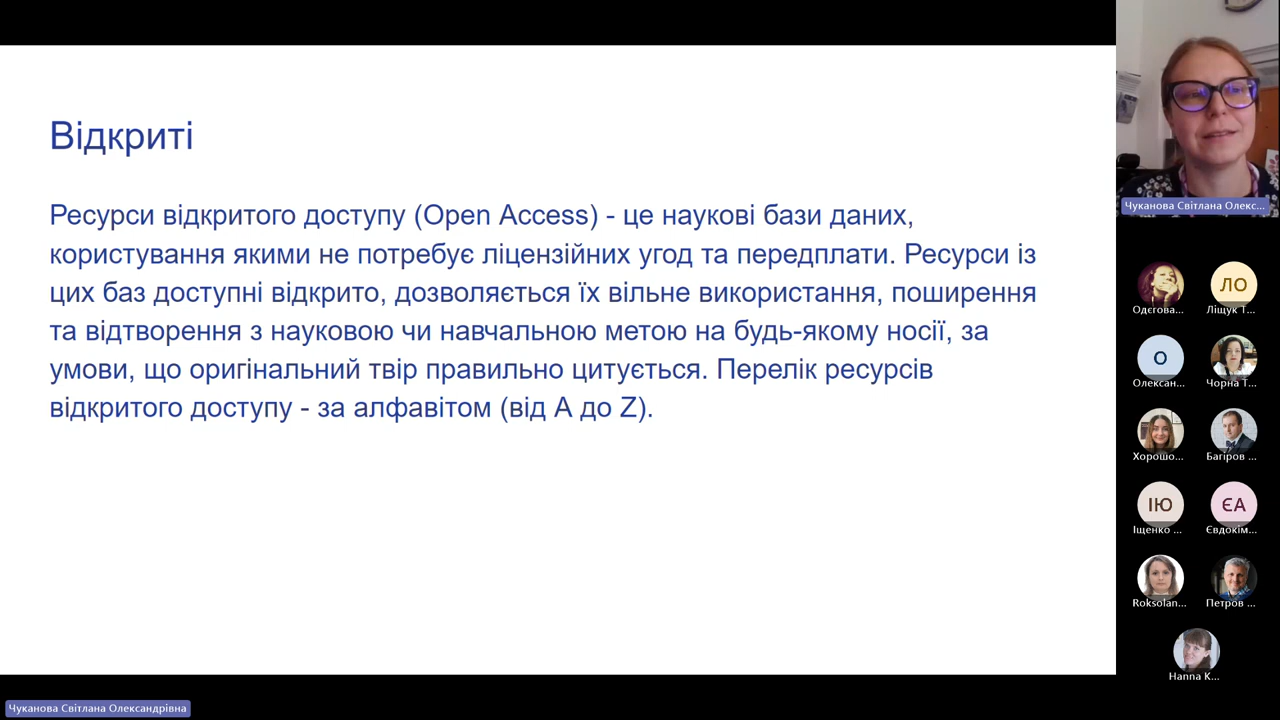 Відкриті
Ресурси відкритого доступу (Open Access) - це наукові бази даних,
користування якими не потребує ліцензійних угод та передплати. Ресурси із
цих баз доступні відкрито, дозволяється їх вільне використання, поширення
та відтворення з науковою чи навчальною метою на будь-якому носії, за
умови, що оригінальний твір правильно цитується. Перелік ресурсів
відкритого доступу - за алфавітом (від A до Z).
Чуканова Світлана Олекс...
ЛО
Одєгова...
Ліщук Т...
О
Олексан...
Чорна Т...
Хорошо...
Багіров ...
ІЮ
ЄА
Іщенко ...
Євдокім...
Roksolan...
Петров ...
Hanna K...
Чуканова Світлана Олександрівна